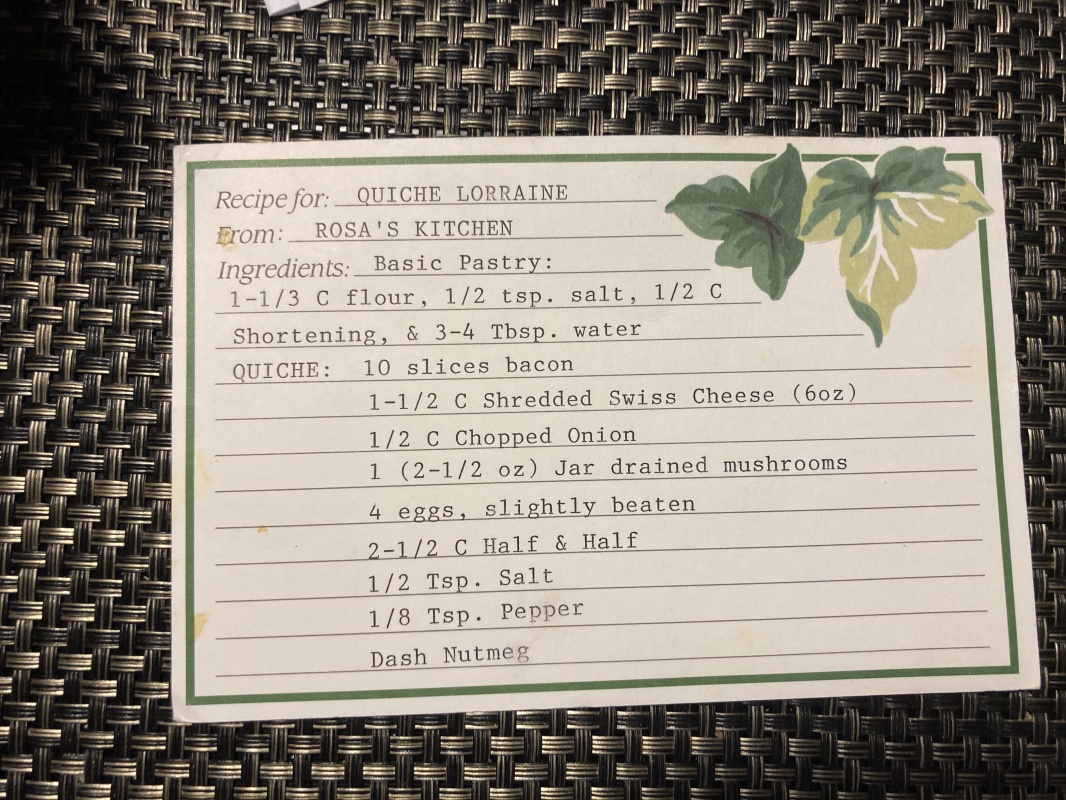 Recipe for: QUICHE LORRAINE
From: ROSA'S KITCHEN
Ingredients: Basic Pastry:
1-1/3 C flour, 1/2 tsp. salt, 1/2 C
Shortening, & 3-4 Tbsp. water
QUICHE: 10 slices bacon
1-1/2 C Shredded Swiss Cheese (6oz)
1/2 C Chopped Onion
1 (2-1/2 oz) Jar drained mushrooms
4 eggs, slightly beaten
2-1/2 C Half & Half
1/2 Tsp. Salt
1/8 Tsp. Pepper
Dash Nutmeg